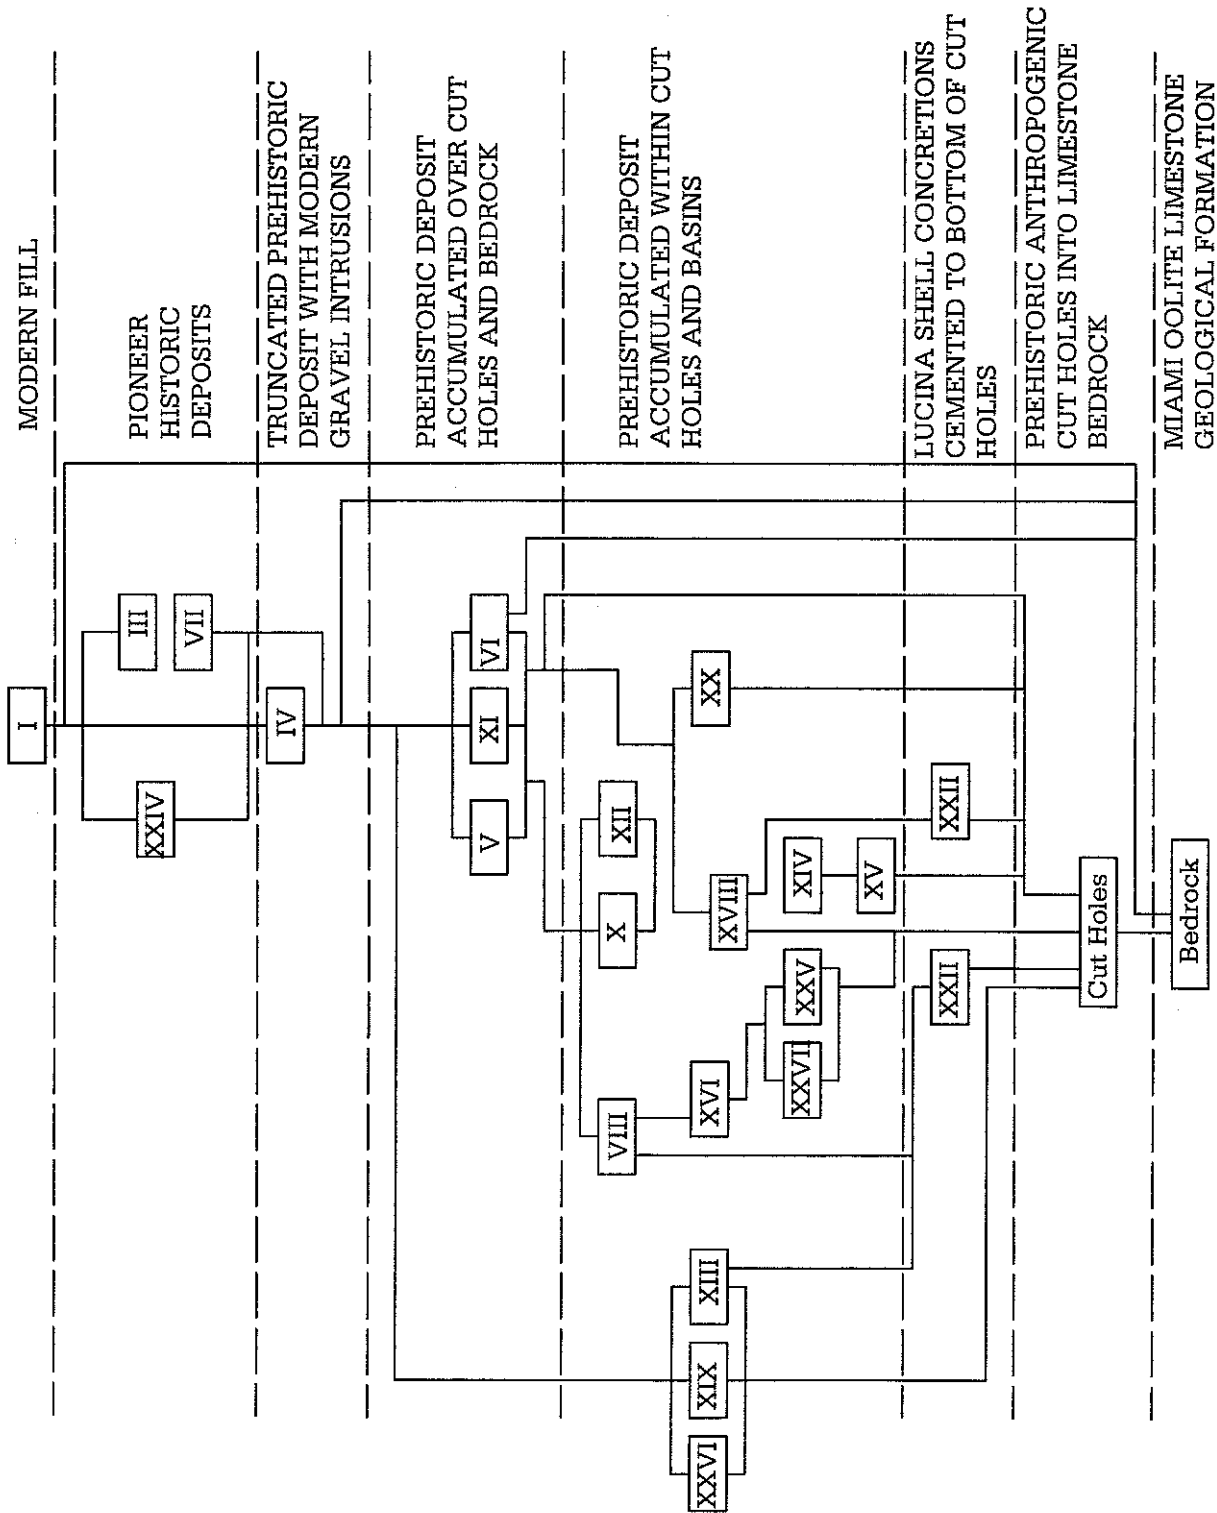 MODERN FILL
I
PIONEER
HISTORIC
DEPOSITS
XXIV
III
VII
TRUNCATED PREHISTORIC
DEPOSIT WITH MODERN
GRAVEL INTRUSIONS
IV
PREHISTORIC DEPOSIT
ACCUMULATED OVER CUT
HOLES AND BEDROCK
V
XI
VI
PREHISTORIC DEPOSIT
ACCUMULATED WITHIN CUT
HOLES AND BASINS
VIII
X
XII
XXVI
XIX
XIII
XVI
XVIII
XX
XXVII
XXV
XIV
XV
LUCINA SHELL CONCRETIONS
CEMENTED TO BOTTOM OF CUT
HOLES
XXII
XXII
PREHISTORIC ANTHROPOGENIC
CUT HOLES INTO LIMESTONE
BEDROCK
Cut Holes
MIAMI OOLITE LIMESTONE
GEOLOGICAL FORMATION
Bedrock